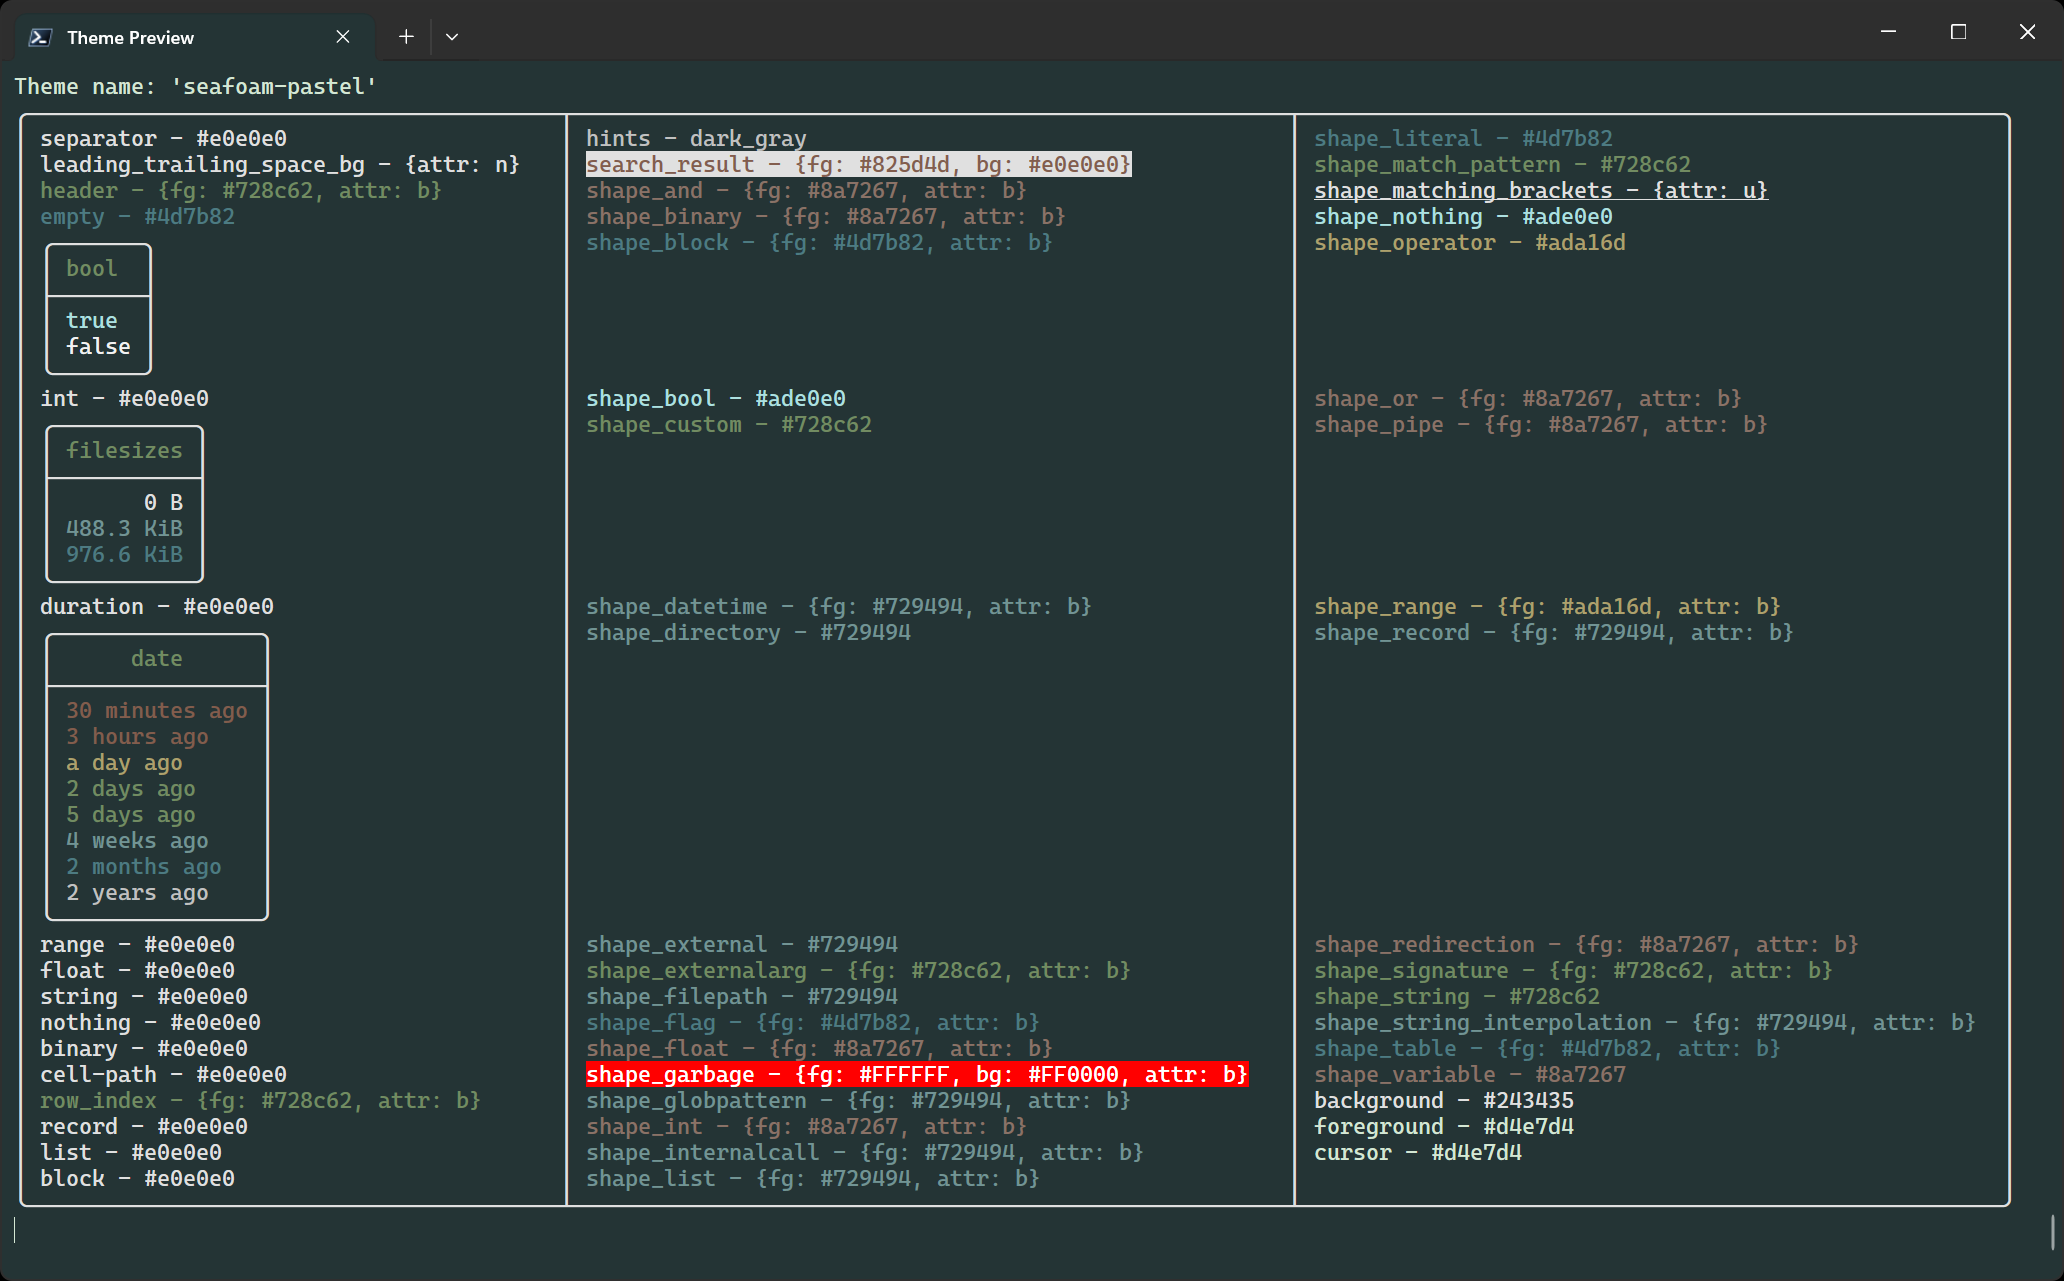 Theme Preview
Theme name: 'seafoam-pastel'
separator - #e0e0e0
leading_trailing_space_bg - {attr: n}
header - {fg: #728c62, attr: b}
empty - #4d7b82
bool
true
false
int - #e0e0e0
filesizes
0 B
488.3 KiB
976.6 KiB
duration - #e0e0e0
date
30 minutes ago
3 hours ago
a day ago
2 days ago
5 days ago
4 weeks ago
2 months ago
2 years ago
range - #e0e0e0
float - #e0e0e0
string - #e0e0e0
nothing - #e0e0e0
binary - #e0e0e0
cell-path - #e0e0e0
row_index - {fg: #728c62, attr: b}
record - #e0e0e0
list - #e0e0e0
block - #e0e0e0
hints - dark_gray
search_result - {fg: #825d4d, bg: #e0e0e0}
shape_and - {fg: #8a7267, attr: b}
shape_binary - {fg: #8a7267, attr: b}
shape_block - {fg: #4d7b82, attr: b}
shape_bool - #ade0e0
shape_custom - #728c62
shape_datetime - {fg: #729494, attr: b}
shape_directory - #729494
shape_external - #729494
shape_externalarg - {fg: #728c62, attr: b}
shape_filepath - #729494
shape_flag - {fg: #4d7b82, attr: b}
shape_float - {fg: #8a7267, attr: b}
shape_garbage - {fg: #FFFFFF, bg: #FF0000, attr: b}
shape_globpattern - {fg: #729494, attr: b}
shape_int - {fg: #8a7267, attr: b}
shape_internalcall - {fg: #729494, attr: b}
shape_list - {fg: #729494, attr: b}
shape_literal - #4d7b82
shape_match_pattern - #728c62
shape_matching_brackets - {attr: u}
shape_nothing - #ade0e0
shape_operator - #ada16d
shape_or - {fg: #8a7267, attr: b}
shape_pipe - {fg: #8a7267, attr: b}
shape_range - {fg: #ada16d, attr: b}
shape_record - {fg: #729494, attr: b}
shape_redirection - {fg: #8a7267, attr: b}
shape_signature - {fg: #728c62, attr: b}
shape_string - #728c62
shape_string_interpolation - {fg: #729494, attr: b}
shape_table - {fg: #4d7b82, attr: b}
shape_variable - #8a7267
background - #243435
foreground - #d4e7d4
cursor - #d4e7d4